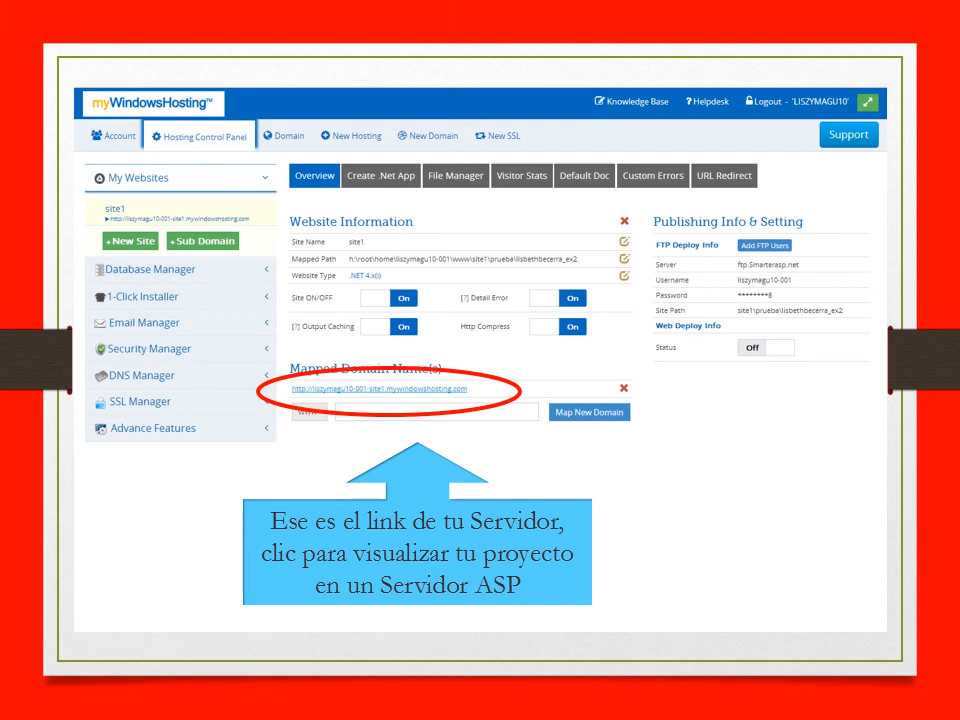 myWindowsHosting™
Knowledge Base ? Helpdesk Logout - 'LISZYMAGU10'
Account Hosting Control Panel Domain New Hosting New Domain New SSL Support
My Websites
site1
http://liszymagu10-001-site1.mywindowshosting.com
+New Site +Sub Domain
Database Manager
1-Click Installer
Email Manager
Security Manager
DNS Manager
SSL Manager
Advance Features
Overview Create .Net App File Manager Visitor Stats Default Doc Custom Errors URL Redirect
Website Information
Site Name site1
Mapped Path h:\root\home\liszymagu10-001\www\site1\prueba\lisbethbecerra_ex2
Website Type .NET 4.x(i)
Site ON/OFF On [?] Detail Error On
[?] Output Caching On Http Compress On
Mapped Domain Name(s)
http://liszymagu10-001-site1.mywindowshosting.com
Map New Domain
Publishing Info & Setting
FTP Deploy Info Add FTP Users
Server ftp.Smarterasp.net
Username liszymagu10-001
Password ********8
Site Path site1\prueba\lisbethbecerra_ex2
Web Deploy Info
Status Off
Ese es el link de tu Servidor,
clic para visualizar tu proyecto
en un Servidor ASP